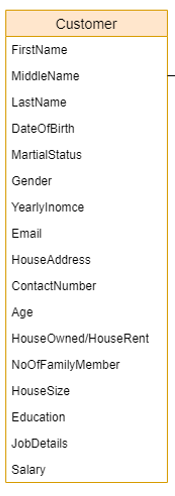 Customer
FirstName
MiddleName
LastName
DateOfBirth
MartialStatus
Gender
YearlyInomce
Email
HouseAddress
ContactNumber
Age
HouseOwned/HouseRent
NoOfFamilyMember
HouseSize
Education
JobDetails
Salary